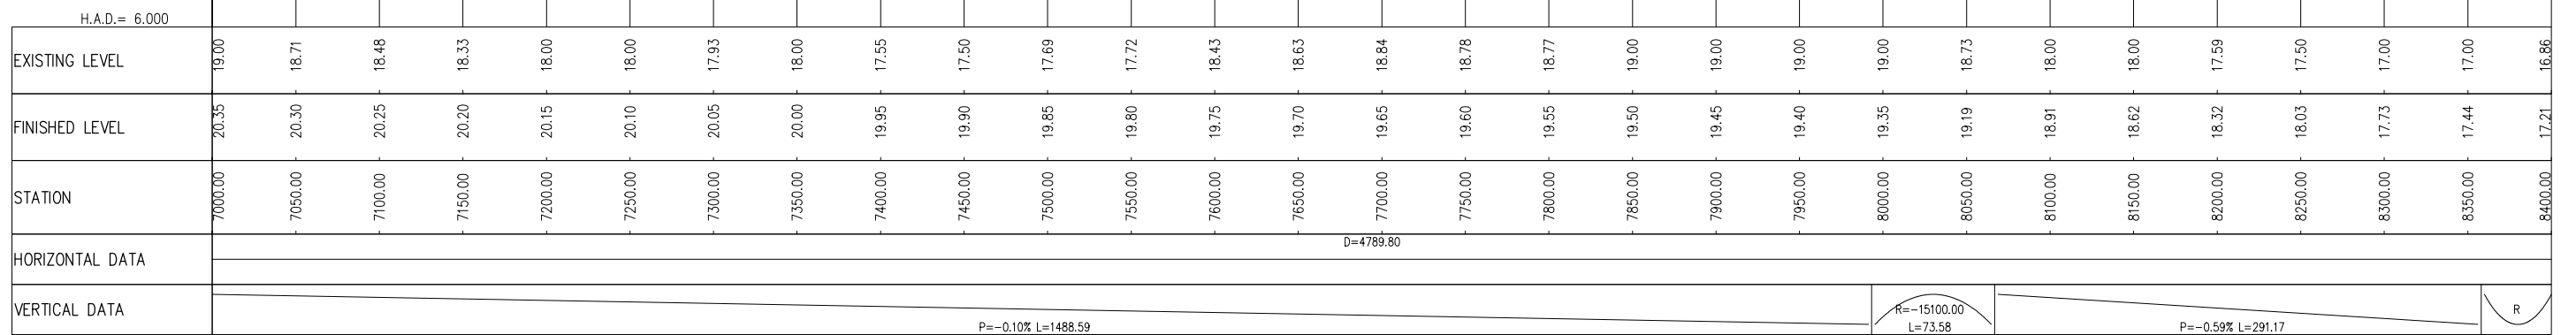 H.A.D.= 6.000
EXISTING LEVEL 19.00 18.71 18.48 18.33 18.00 18.00 17.93 18.00 17.55 17.50 17.69 17.72 18.43 18.63 18.84 18.78 18.77 19.00 19.00 19.00 19.00 18.73 18.00 18.00 17.59 17.50 17.00 17.00 16.86
FINISHED LEVEL 20.35 20.30 20.25 20.20 20.15 20.10 20.05 20.00 19.95 19.90 19.85 19.80 19.75 19.70 19.65 19.60 19.55 19.50 19.45 19.40 19.35 19.19 18.91 18.62 18.32 18.03 17.73 17.44 17.21
STATION 7000.00 7050.00 7100.00 7150.00 7200.00 7250.00 7300.00 7350.00 7400.00 7450.00 7500.00 7550.00 7600.00 7650.00 7700.00 7750.00 7800.00 7850.00 7900.00 7950.00 8000.00 8050.00 8100.00 8150.00 8200.00 8250.00 8300.00 8350.00 8400.00
D=4789.80
HORIZONTAL DATA
VERTICAL DATA R=-15100.00 R
P=-0.10% L=1488.59 L=73.58 P=-0.59% L=291.17